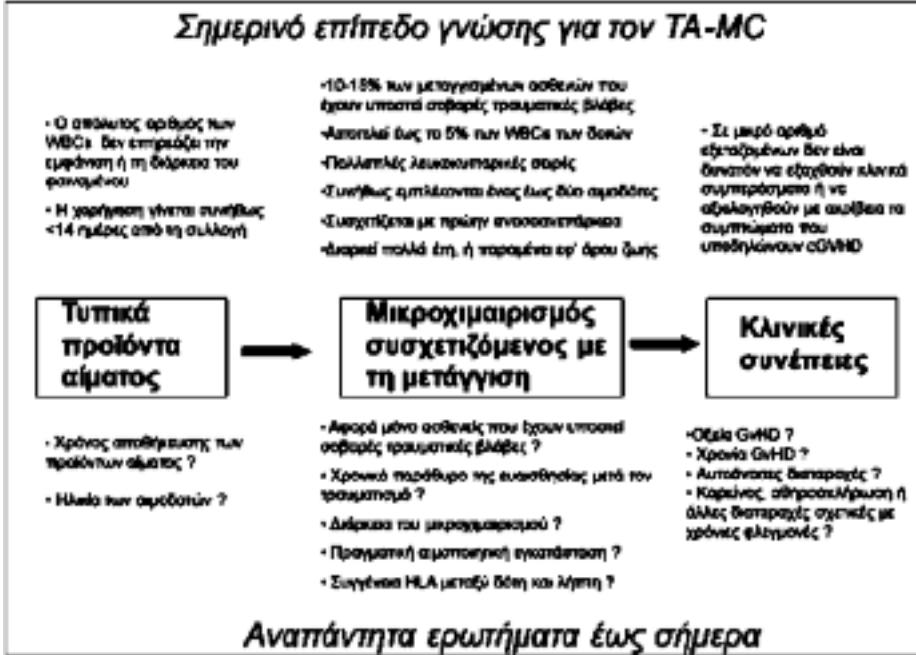 Σημερινό επίπεδο γνώσης για τον TA-MC
• Ο απόλυτος αριθμός των
WBCs δεν επηρεάζει την
εμφάνιση ή τη διάρκεια του
φαινομένου
• Η χορήγηση γίνεται συνήθως
<14 ημέρες από τη συλλογή
•10-15% των μεταγγισμένων ασθενών που
έχουν υποστεί σοβαρές τραυματικές βλάβες
•Αποτελεί έως το 5% των WBCs των
•Πολλαπλές λευκοκυτταρικές σειρές
•Συνήθως εμπλέκονται ένας έως δύο αιμοδότες
•Συσχετίζεται με πρώιμη ανοσοανεπάρκεια
•Διαρκεί πολλά έτη, ή παραμένει εφ' όρου ζωής
• Σε μικρό αριθμό
εξεταζομένων δεν είναι
δυνατόν να εξαχθούν κλινικά
συμπεράσματα ή να
αξιολογηθούν με ακρίβεια τα
συμπτώματα που
υποδηλώνουν cGVHD
Τυπικά
προϊόντα
αίματος
Μικροχιμαιρισμός
συσχετιζόμενος με
τη μετάγγιση
Κλινικές
συνέπειες
• Χρόνος αποθήκευσης των
προϊόντων αίματος ?
• Ηλικία των αιμοδοτών ?
• Αφορά μόνο ασθενείς που έχουν υποστεί
σοβαρές τραυματικές βλάβες ?
• Χρονικό παράθυρο της ευαισθησίας μετά τον
τραυματισμό ?
• Διάρκεια του μικροχιμαιρισμού ?
• Πραγματική αιμοποιητική εγκατάσταση ?
• Συγγένεια HLA μεταξύ δότη και λήπτη ?
•Οξεία GvHD ?
• Χρονία GvHD ?
• Αυτοάνοσες διαταραχές ?
• Καρκίνος, αθηροσκλήρωση ή
άλλες διαταραχές σχετικές με
χρόνιες φλεγμονές ?
Αναπάντητα ερωτήματα έως σήμερα